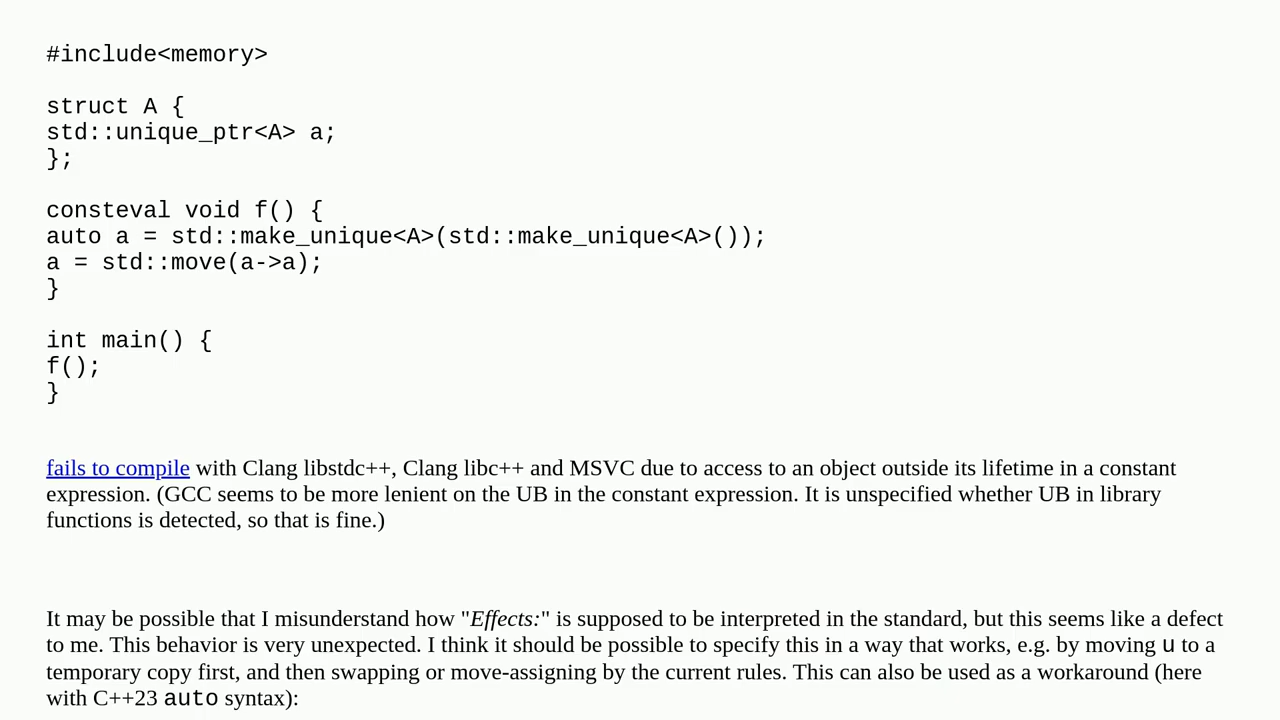 #include<memory>
struct A {
std::unique_ptr<A> a;
};
consteval void f() {
auto a = std::make_unique<A>(std::make_unique<A>());
a = std::move(a->a);
}
int main() {
f();
}
fails to compile with Clang libstdc++, Clang libc++ and MSVC due to access to an object outside its lifetime in a constant
expression. (GCC seems to be more lenient on the UB in the constant expression. It is unspecified whether UB in library
functions is detected, so that is fine.)
It may be possible that I misunderstand how "Effects:" is supposed to be interpreted in the standard, but this seems like a defect
to me. This behavior is very unexpected. I think it should be possible to specify this in a way that works, e.g. by moving u to a
temporary copy first, and then swapping or move-assigning by the current rules. This can also be used as a workaround (here
with C++23 auto syntax):